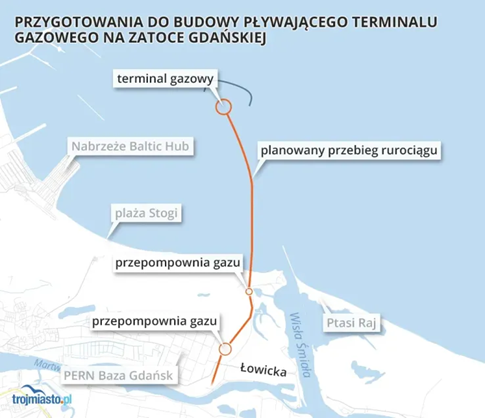 PRZYGOTOWANIA DO BUDOWY PŁYWAJĄCEGO TERMINALU
GAZOWEGO NA ZATOCE GDAŃSKIEJ
terminal gazowy
Nabrzeże Baltic Hub
planowany przebieg rurociągu
plaża Stogi
przepompownia gazu
przepompownia gazu
Wisła Śmiała
Ptasi Raj
Martw
Łowicka
PERN Baza Gdańsk
trojmiasto.pl